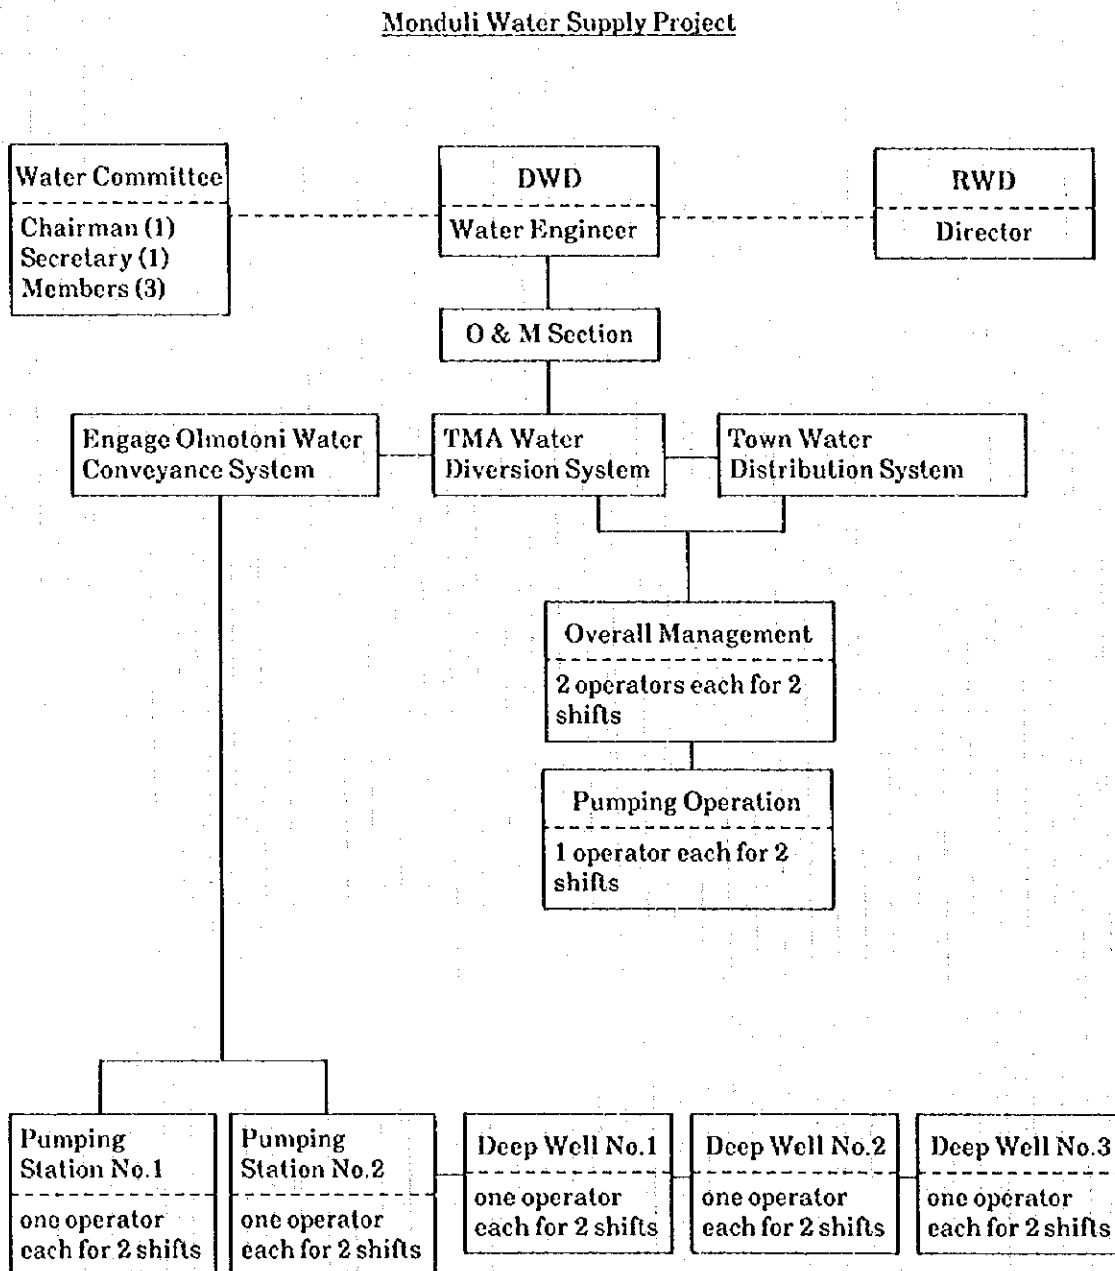 Monduli Water Supply Project
Water Committee
Chairman (1)
Secretary (1)
Members (3)
DWD
Water Engineer
RWD
Director
O & M Section
Engage Olmotoni Water
Conveyance System
TMA Water
Diversion System
Town Water
Distribution System
Overall Management
2 operators each for 2
shifts
Pumping Operation
1 operator each for 2
shifts
Pumping
Station No.1
one operator
each for 2 shifts
Pumping
Station No.2
one operator
each for 2 shifts
Deep Well No.1
one operator
each for 2 shifts
Deep Well No.2
one operator
each for 2 shifts
Deep Well No.3
one operator
each for 2 shifts